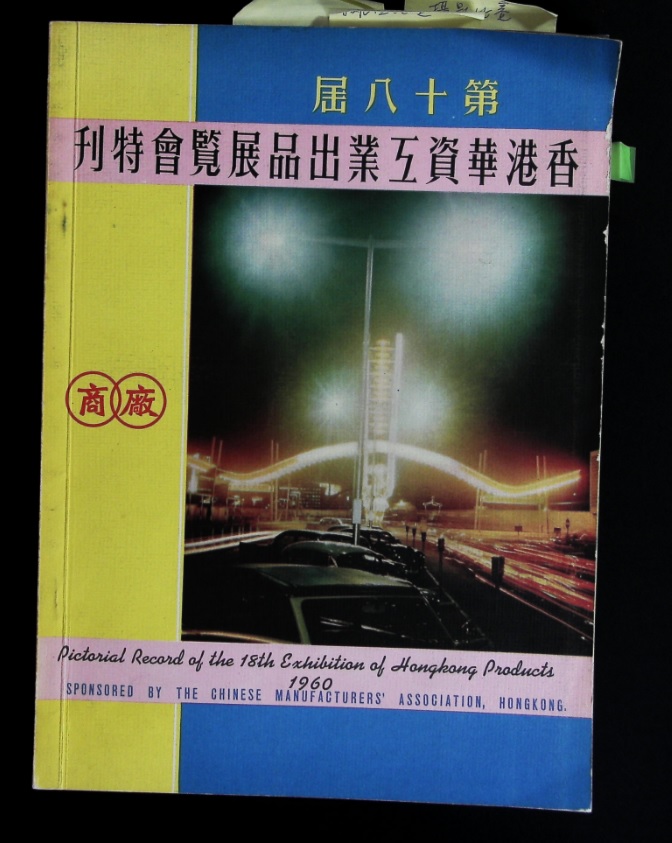 第十八屆
香港華資工業出品展覽會特刊
廠商
Pictorial Record of the 18th Exhibition of Hongkong Products
1960
SPONSORED BY THE CHINESE MANUFACTURERS' ASSOCIATION, HONGKONG.